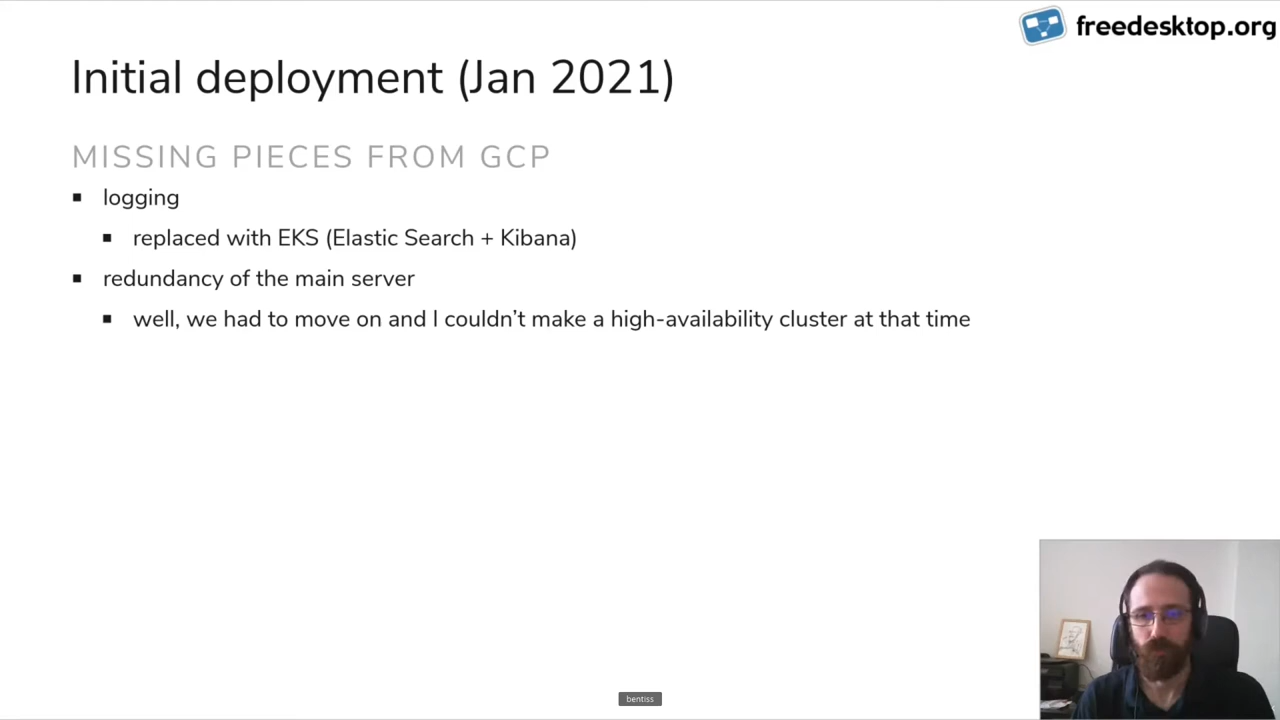 freedesktop.org
Initial deployment (Jan 2021)
MISSING PIECES FROM GCP
logging
replaced with EKS (Elastic Search + Kibana)
redundancy of the main server
well, we had to move on and I couldn't make a high-availability cluster at that time
bentiss